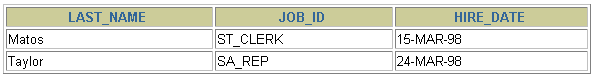 LAST_NAME JOB_ID HIRE_DATE
Matos ST_CLERK 15-MAR-98
Taylor SA_REP 24-MAR-98